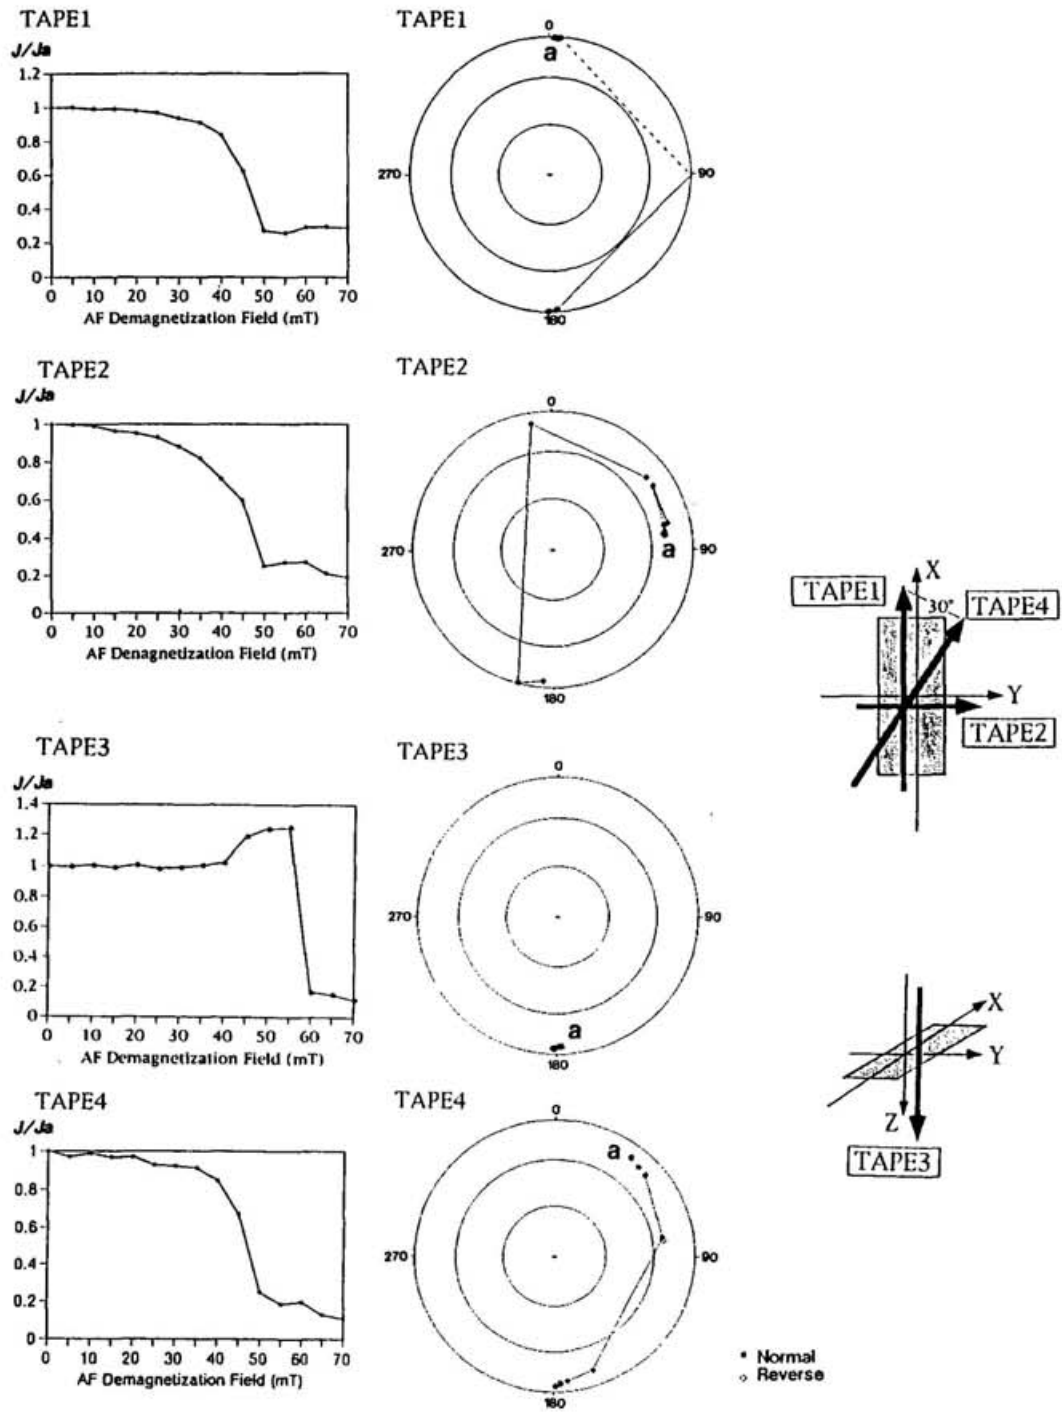 TAPE1
J/Ja
1.2
1
0.8
0.6
0.4
0.2
0
0 10 20 30 40 50 60 70
AF Demagnetization Field (mT)
TAPE1
0
a
270
90
180
TAPE2
J/Ja
1
0.8
0.6
0.4
0.2
0
0 10 20 30 40 50 60 70
AF Denagnetization Field (mT)
TAPE2
0
270
a
90
180
TAPE3
J/Ja
1.4
1.2
1
0.8
0.6
0.4
0.2
0
0 10 20 30 40 50 60 70
AF Demagnetization Field (mT)
TAPE3
0
270
90
a
180
TAPE4
J/Ja
1
0.8
0.6
0.4
0.2
0
0 10 20 30 40 50 60 70
AF Demagnetization Field (mT)
TAPE4
0
a
270
90
180
X
TAPE1
30°
TAPE4
Y
TAPE2
X
Y
Z
TAPE3
Normal
Reverse